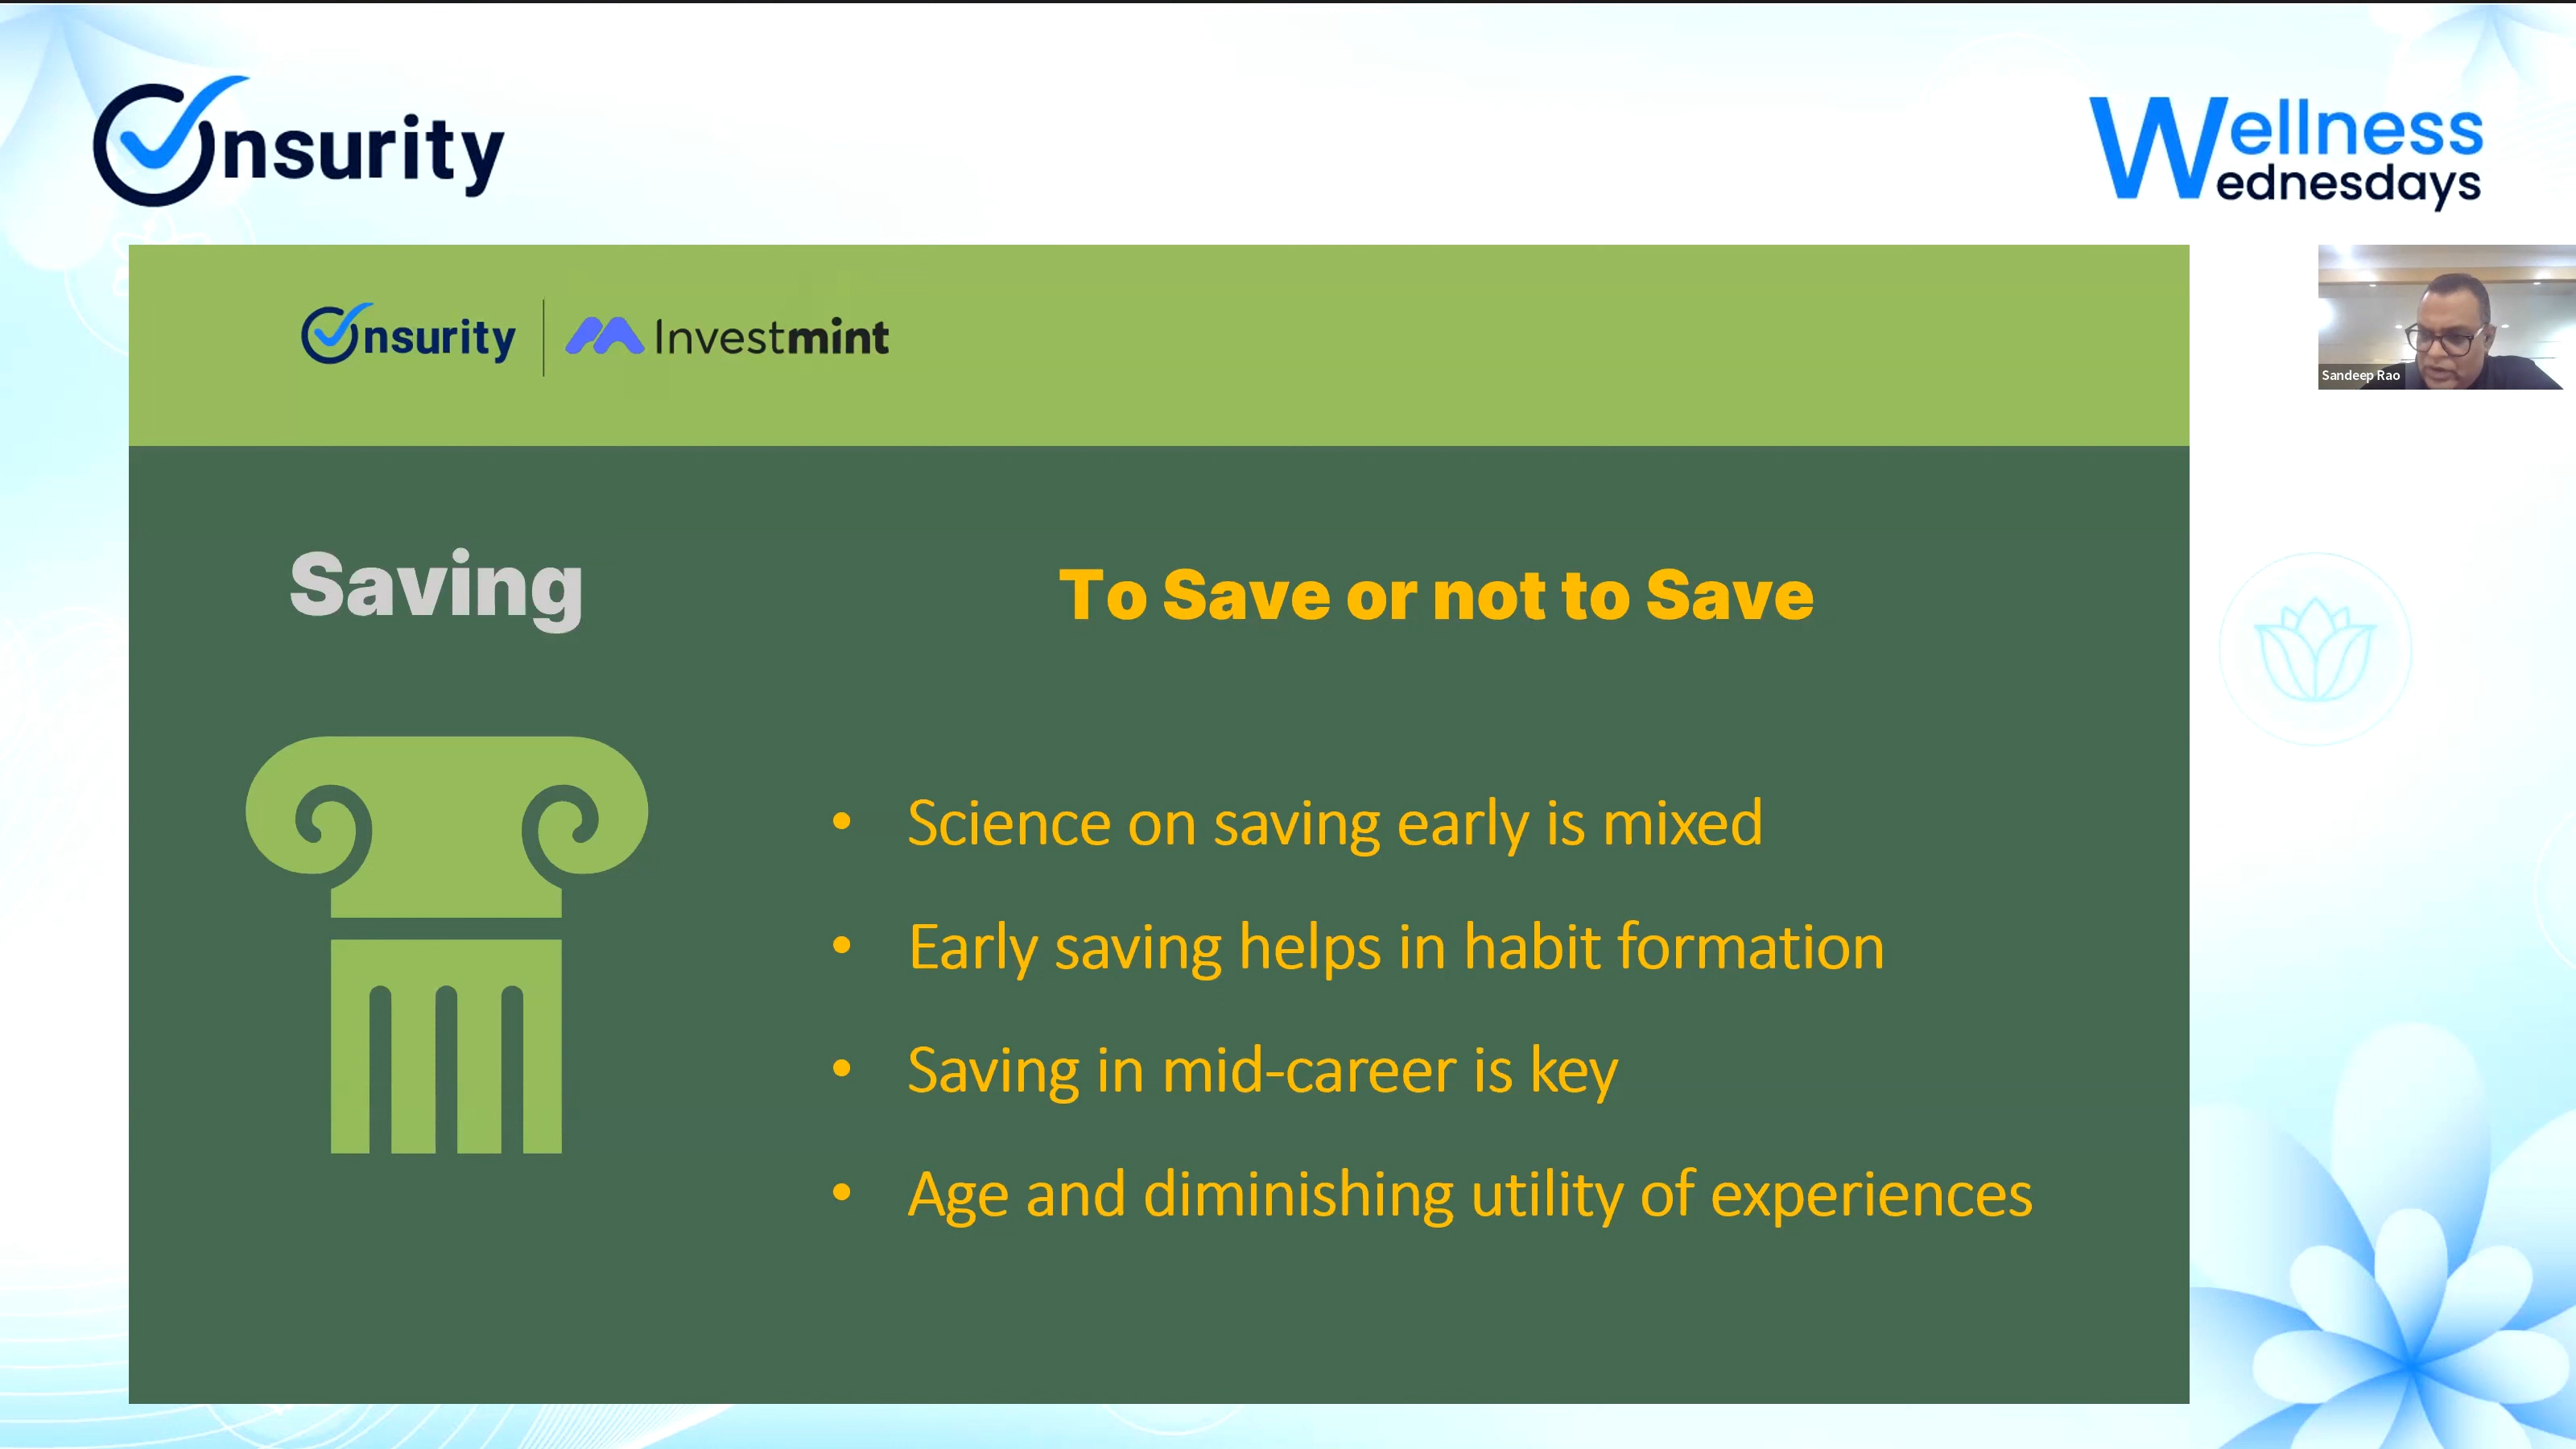 Onsurity
Wellness
Wednesdays
Onsurity | Investmint
Sandeep Rao
Saving
To Save or not to Save
• Science on saving early is mixed
• Early saving helps in habit formation
• Saving in mid-career is key
• Age and diminishing utility of experiences